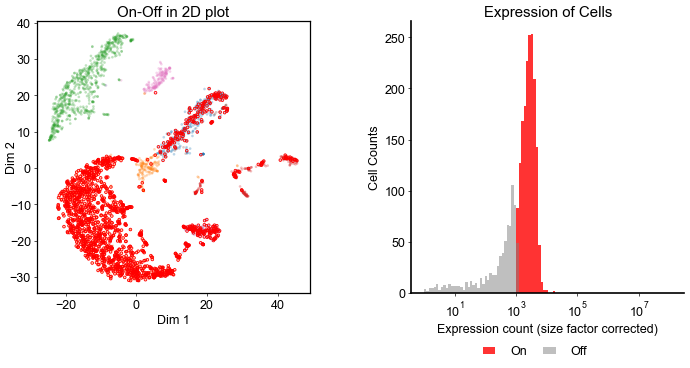 On-Off in 2D plot
40
30
20
10
0
−10
−20
−30
Dim 2
−20 0 20 40
Dim 1
Expression of Cells
250
200
150
100
50
0
Cell Counts
10^1 10^3 10^5 10^7
Expression count (size factor corrected)
On Off